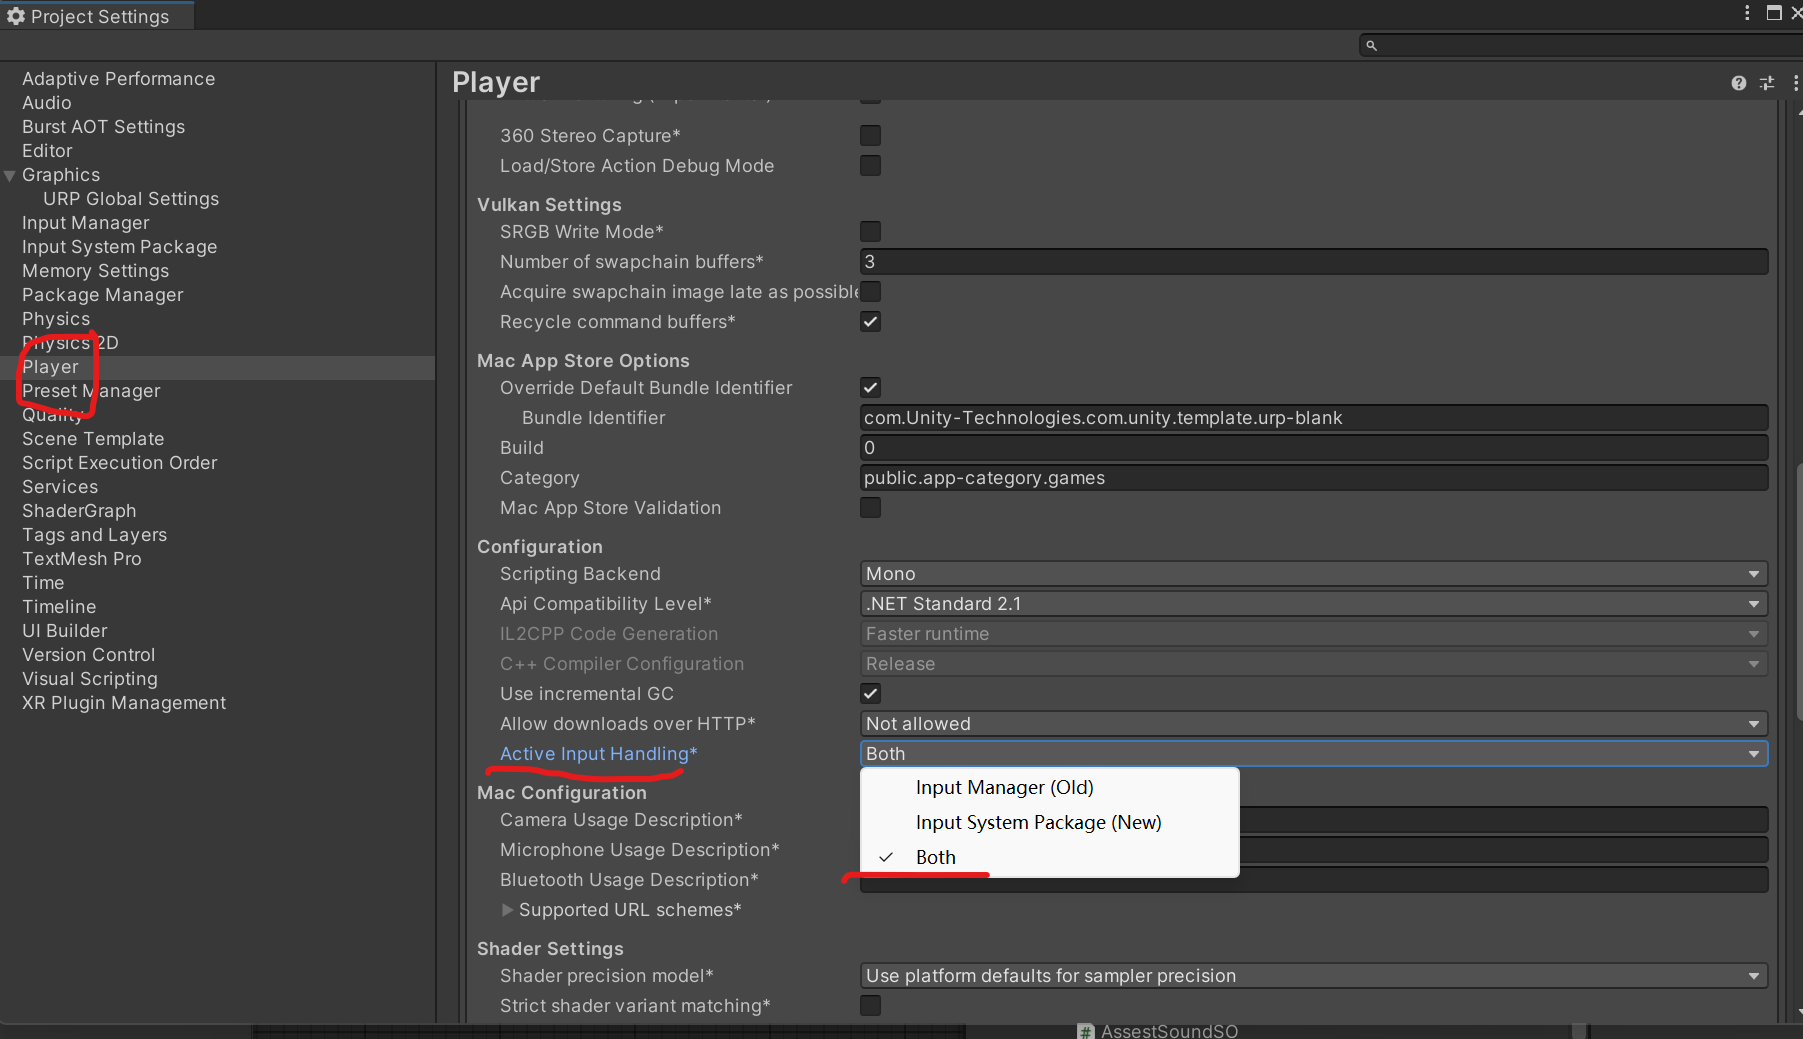 Project Settings
Adaptive Performance
Audio
Burst AOT Settings
Editor
Graphics
URP Global Settings
Input Manager
Input System Package
Memory Settings
Package Manager
Physics
Physics 2D
Player
Preset Manager
Quality
Scene Template
Script Execution Order
Services
ShaderGraph
Tags and Layers
TextMesh Pro
Time
Timeline
UI Builder
Version Control
Visual Scripting
XR Plugin Management
Player
360 Stereo Capture*
Load/Store Action Debug Mode
Vulkan Settings
SRGB Write Mode*
Number of swapchain buffers* 3
Acquire swapchain image late as possible
Recycle command buffers*
Mac App Store Options
Override Default Bundle Identifier
Bundle Identifier com.Unity-Technologies.com.unity.template.urp-blank
Build 0
Category public.app-category.games
Mac App Store Validation
Configuration
Scripting Backend Mono
Api Compatibility Level* .NET Standard 2.1
IL2CPP Code Generation Faster runtime
C++ Compiler Configuration Release
Use incremental GC
Allow downloads over HTTP* Not allowed
Active Input Handling* Both
Input Manager (Old)
Input System Package (New)
Both
Mac Configuration
Camera Usage Description*
Microphone Usage Description*
Bluetooth Usage Description*
Supported URL schemes*
Shader Settings
Shader precision model* Use platform defaults for sampler precision
Strict shader variant matching*
# AssestSoundSO